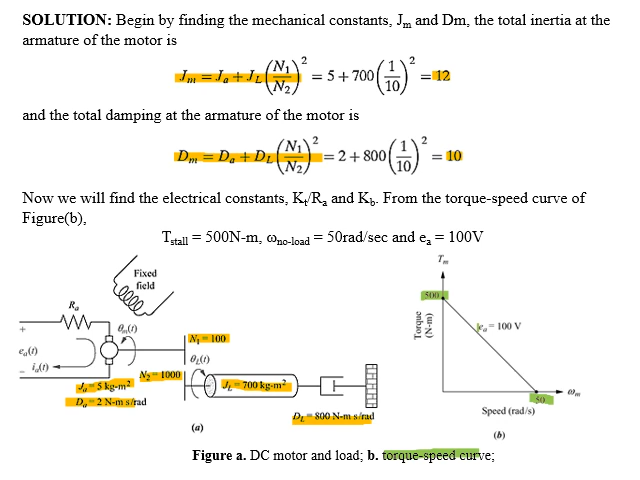 SOLUTION: Begin by finding the mechanical constants, Jm and Dm, the total inertia at the
armature of the motor is
Jm = Ja + JL (N1/N2)^2 = 5 + 700 (1/10)^2 = 12
and the total damping at the armature of the motor is
Dm = Da + DL (N1/N2)^2 = 2 + 800 (1/10)^2 = 10
Now we will find the electrical constants, Kt/Ra and Kb. From the torque-speed curve of
Figure(b),
Tstall = 500N-m, ωno-load = 50rad/sec and ea = 100V
Fixed
field
Ra
+
ea(t)
ia(t)
–
θm(t)
N1 = 100
θL(t)
N2 = 1000
Ja = 5 kg-m²
Da = 2 N-m s/rad
JL = 700 kg-m²
DL = 800 N-m s/rad
(a)
Tm
500
Torque
(N-m)
ea = 100 V
50
ωm
Speed (rad/s)
(b)
Figure a. DC motor and load; b. torque-speed curve;